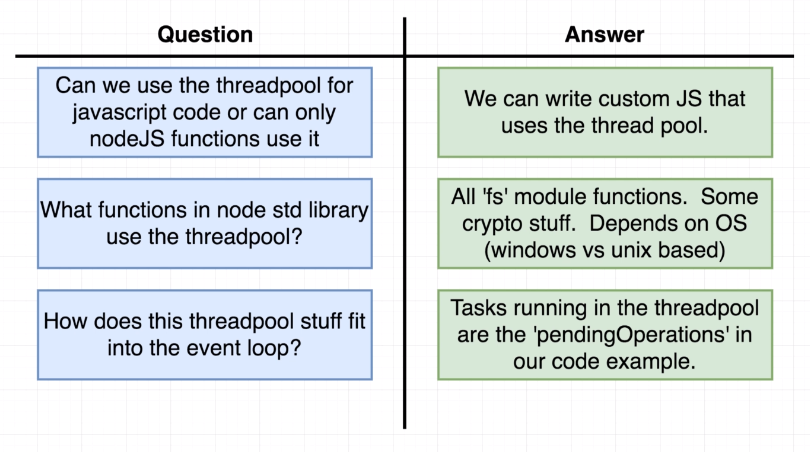 Question
Answer
Can we use the threadpool for
javascript code or can only
nodeJS functions use it
We can write custom JS that
uses the thread pool.
What functions in node std library
use the threadpool?
All 'fs' module functions.  Some
crypto stuff.  Depends on OS
(windows vs unix based)
How does this threadpool stuff fit
into the event loop?
Tasks running in the threadpool
are the 'pendingOperations' in
our code example.